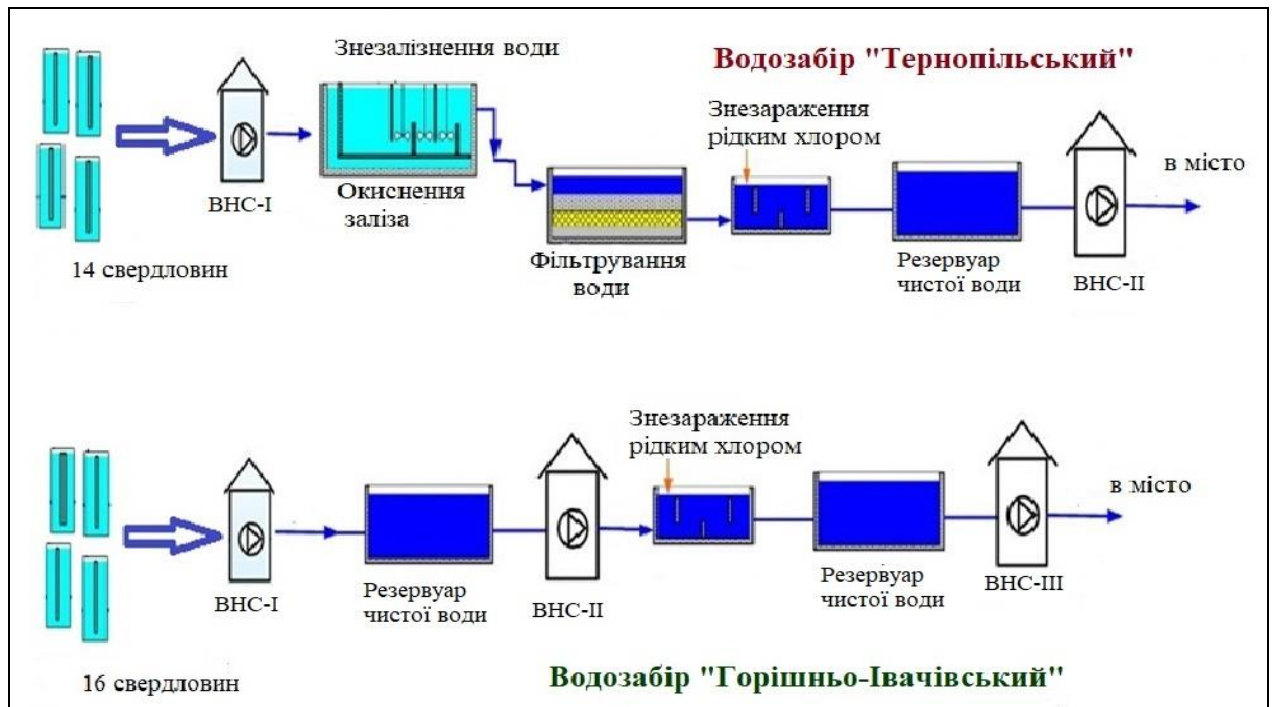 Знезалізнення води
Водозабір "Тернопільський"
Знезараження
рідким хлором
в місто
ВНС-І
Окиснення
заліза
14 свердловин
Фільтрування
води
Резервуар
чистої води
ВНС-ІІ
Знезараження
рідким хлором
в місто
ВНС-І
Резервуар
чистої води
ВНС-ІІ
Резервуар
чистої води
ВНС-ІІІ
16 свердловин
Водозабір "Горішньо-Івачівський"